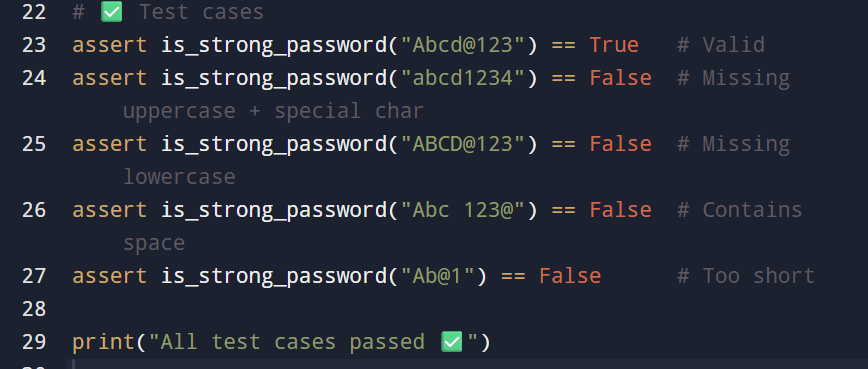 22 # ✅ Test cases
23 assert is_strong_password("Abcd@123") == True   # Valid
24 assert is_strong_password("abcd1234") == False  # Missing
uppercase + special char
25 assert is_strong_password("ABCD@123") == False  # Missing
lowercase
26 assert is_strong_password("Abc 123@") == False  # Contains
space
27 assert is_strong_password("Ab@1") == False      # Too short
28
29 print("All test cases passed ✅")